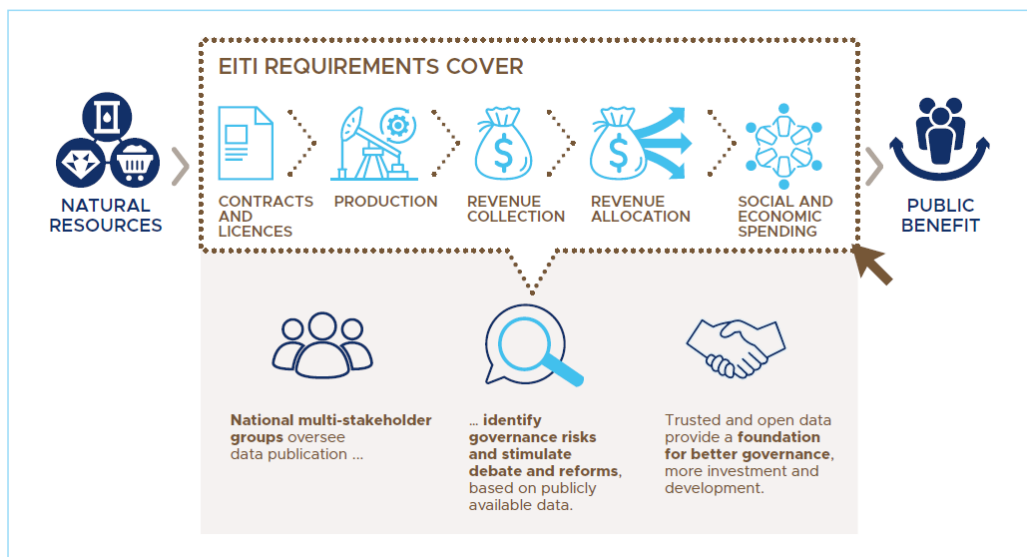 EITI REQUIREMENTS COVER
NATURAL
RESOURCES
CONTRACTS
AND
LICENCES
PRODUCTION
REVENUE
COLLECTION
REVENUE
ALLOCATION
SOCIAL AND
ECONOMIC
SPENDING
PUBLIC
BENEFIT
National multi-stakeholder
groups oversee
data publication ...
... identify
governance risks
and stimulate
debate and reforms,
based on publicly
available data.
Trusted and open data
provide a foundation
for better governance,
more investment and
development.